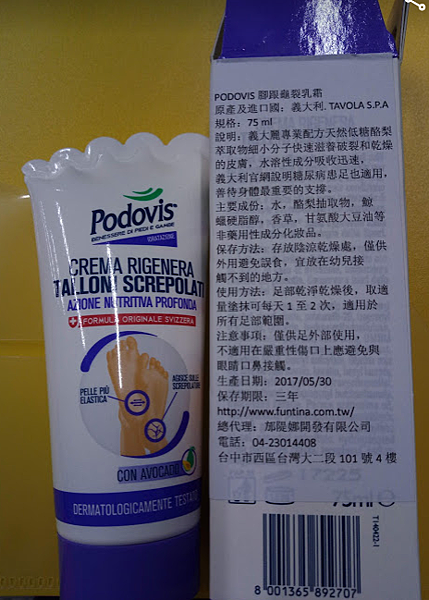 Podovis
BENESSERE DI PIEDI E GAMBE
IDRATAZIONE
CREMA RIGENERA
TALLONI SCREPOLATI
AZIONE NUTRITIVA PROFONDA
FORMULA ORIGINALE SVIZZERA
PELLE PIÙ
ELASTICA
AGISCE SULLE
SCREPOLATURE
CON AVOCADO
DERMATOLOGICAMENTE TESTATO
PODOVIS 腳跟龜裂乳霜
原產及進口國：義大利. TAVOLA S.P.A
規格：75 ml
說明：義大麗專業配方天然低糖酪梨
萃取物細小分子快速滋養破裂和乾燥
的皮膚，水溶性成分吸收迅速，
義大利官網說明糖尿病患足也適用，
善待身體最重要的支撐。
主要成份：水，酪梨抽取物，鯨
蠟硬脂醇，香草，甘氨酸大豆油等
非藥用性成分化妝品。
保存方法：存放陰涼乾燥處，僅供
外用避免誤食，宜放在幼兒接
觸不到的地方。
使用方法：足部乾淨乾燥後，取適
量塗抹可每天 1 至 2 次，適用於
所有足部範圍。
注意事項：僅供足外部使用，
不適用在嚴重性傷口上應避免與
眼睛口鼻接觸。
生產日期：2017/05/30
保存期限：三年
http://www.funtina.com.tw/
總代理：鄖緹娜開發有限公司
電話：04-23014408
台中市西區台灣大二段 101 號 4 樓
17225
75ml e
8 001365 892707